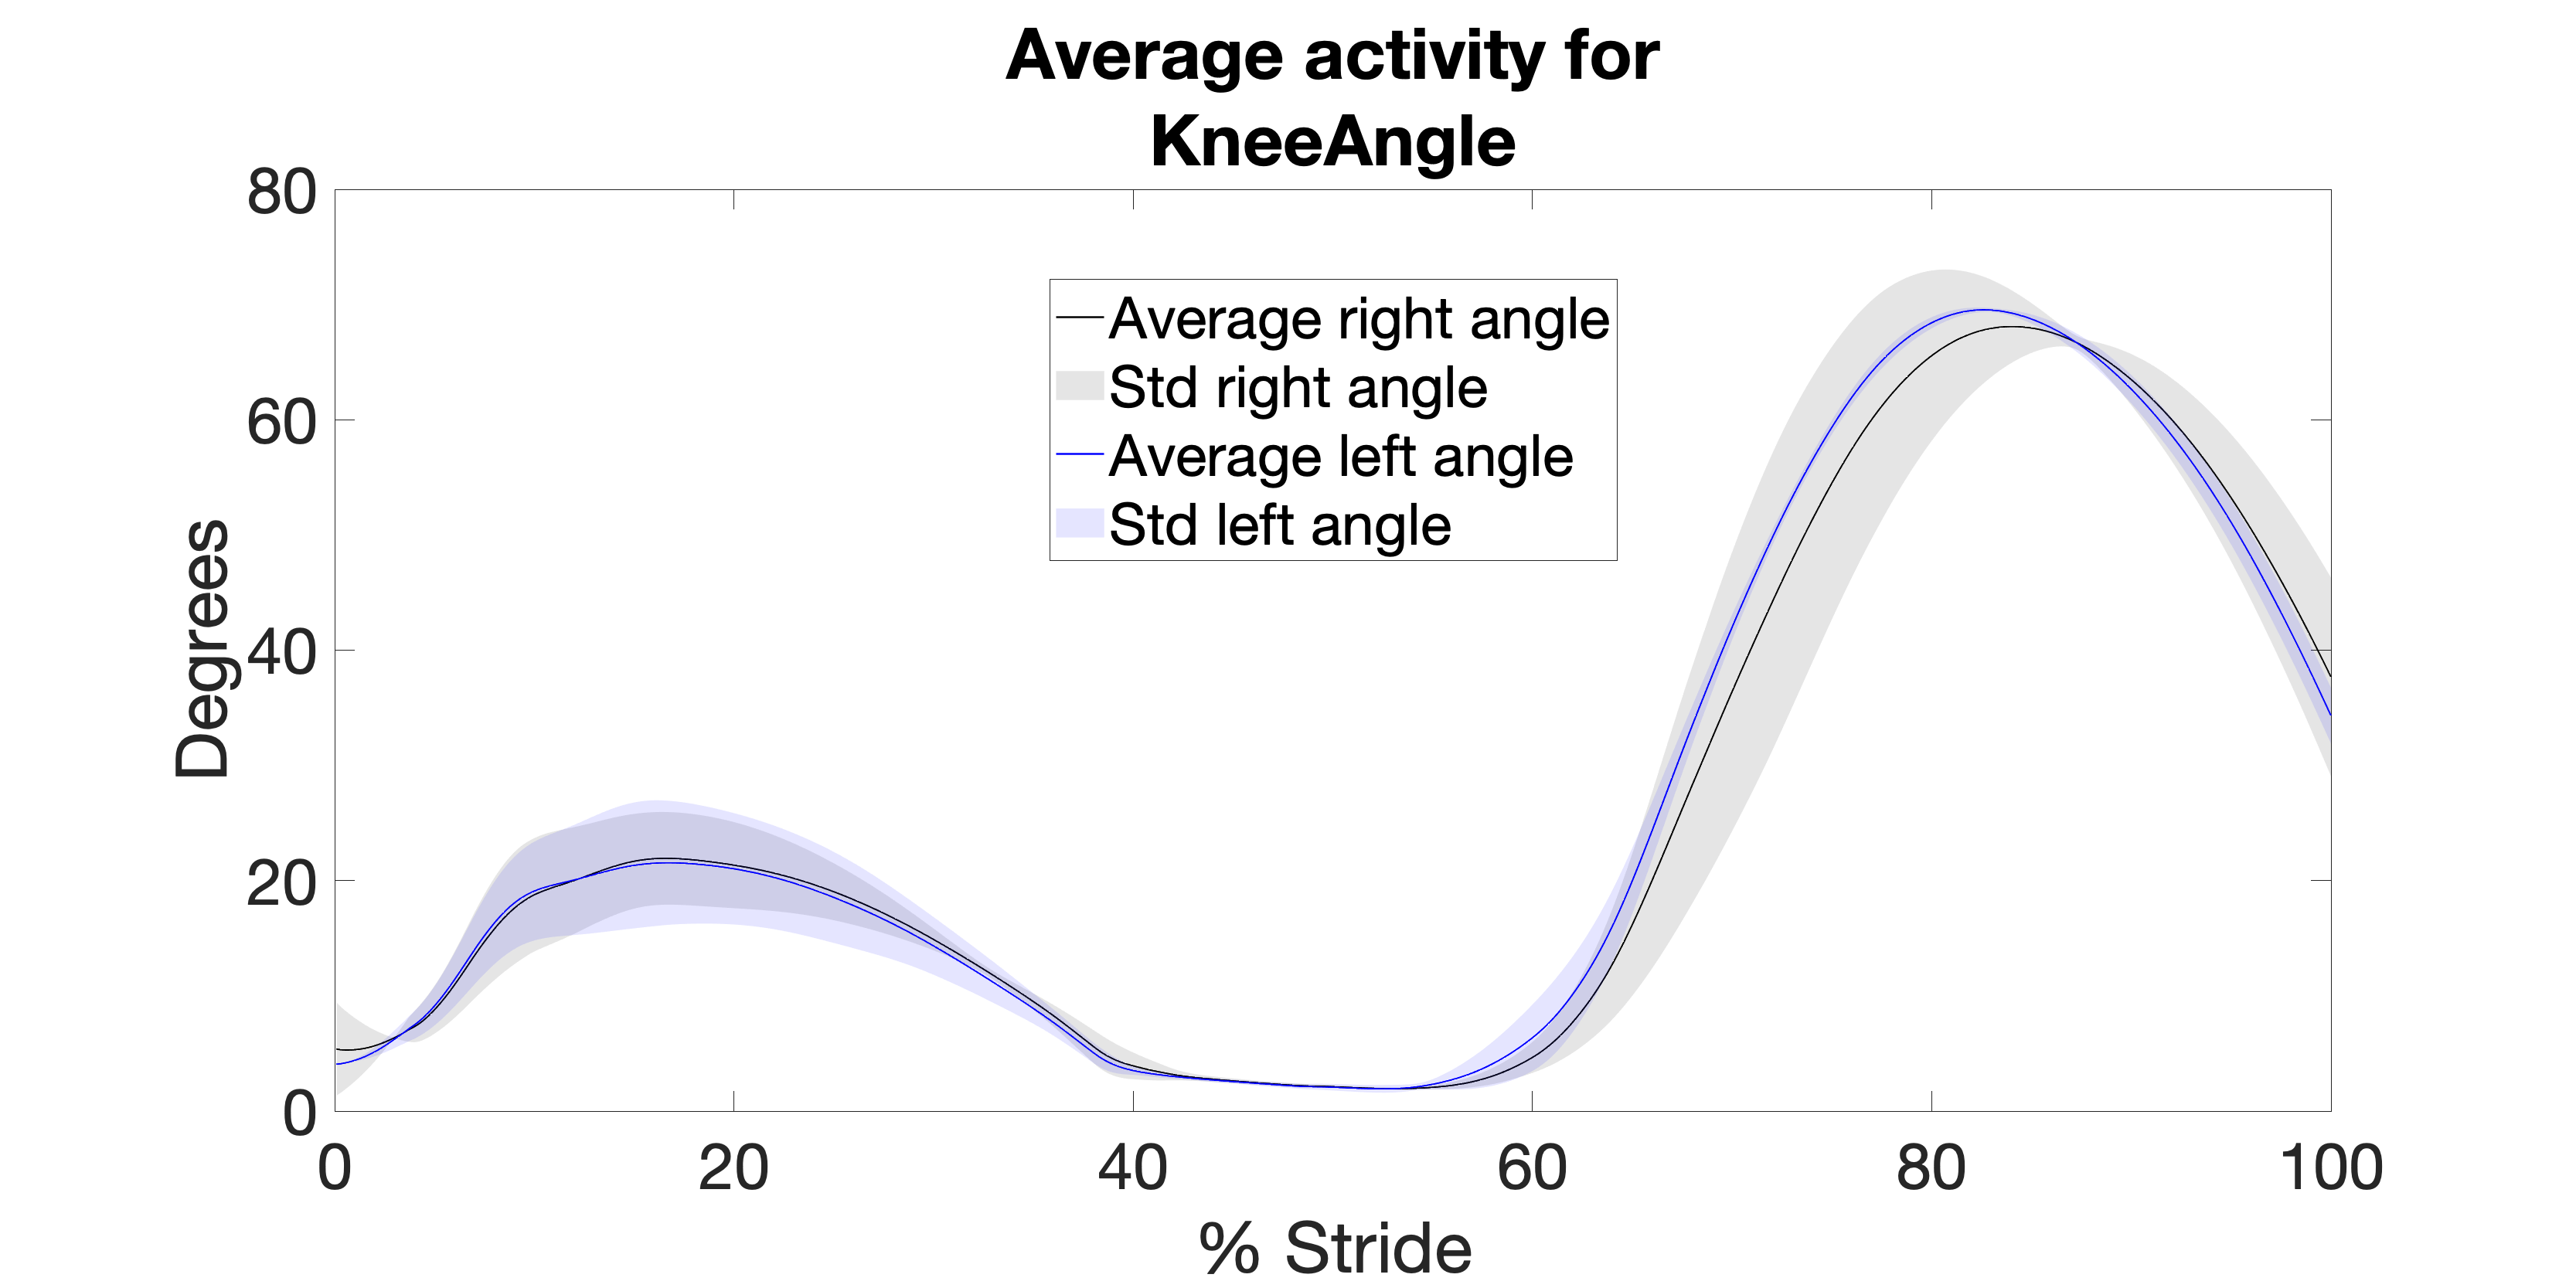 Average activity for
KneeAngle
80
60
40
20
0
Degrees
Average right angle
Std right angle
Average left angle
Std left angle
0 20 40 60 80 100
% Stride